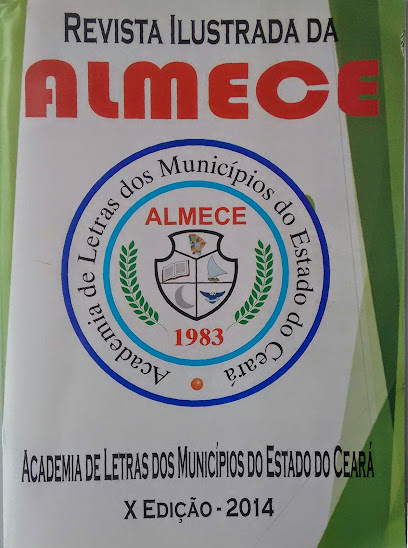 REVISTA ILUSTRADA DA
ALMECE
Academia de Letras dos Municípios do Estado do Ceará
ALMECE
1983
ACADEMIA DE LETRAS DOS MUNICÍPIOS DO ESTADO DO CEARÁ
X EDIÇÃO - 2014